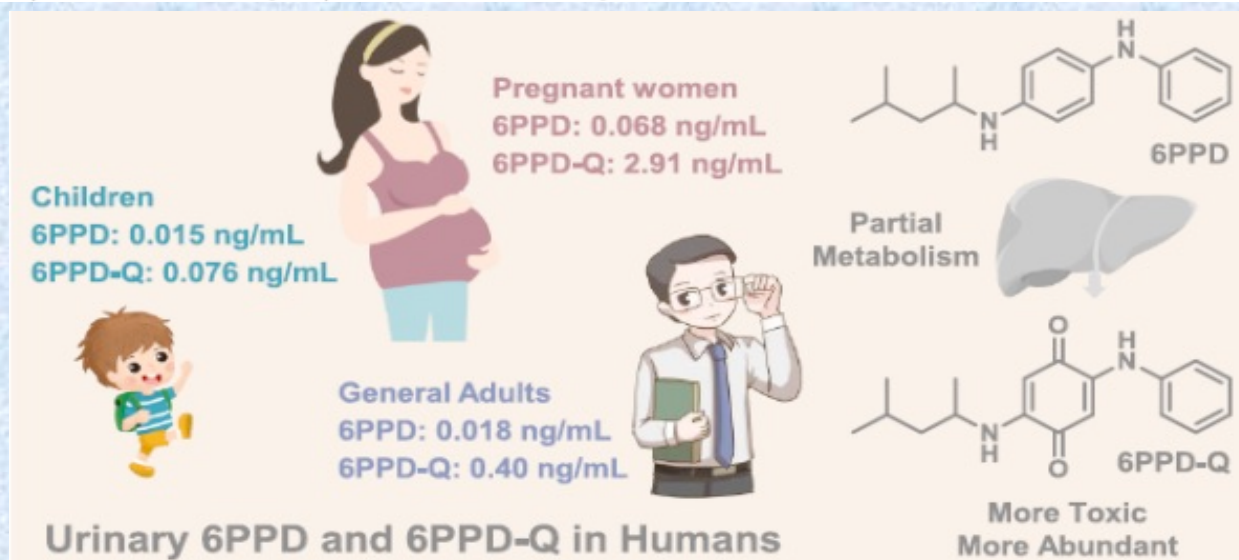 Pregnant women
6PPD: 0.068 ng/mL
6PPD-Q: 2.91 ng/mL
Children
6PPD: 0.015 ng/mL
6PPD-Q: 0.076 ng/mL
General Adults
6PPD: 0.018 ng/mL
6PPD-Q: 0.40 ng/mL
Urinary 6PPD and 6PPD-Q in Humans
H
N
N
H
6PPD
Partial
Metabolism
O
H
N
N
H
O
6PPD-Q
More Toxic
More Abundant